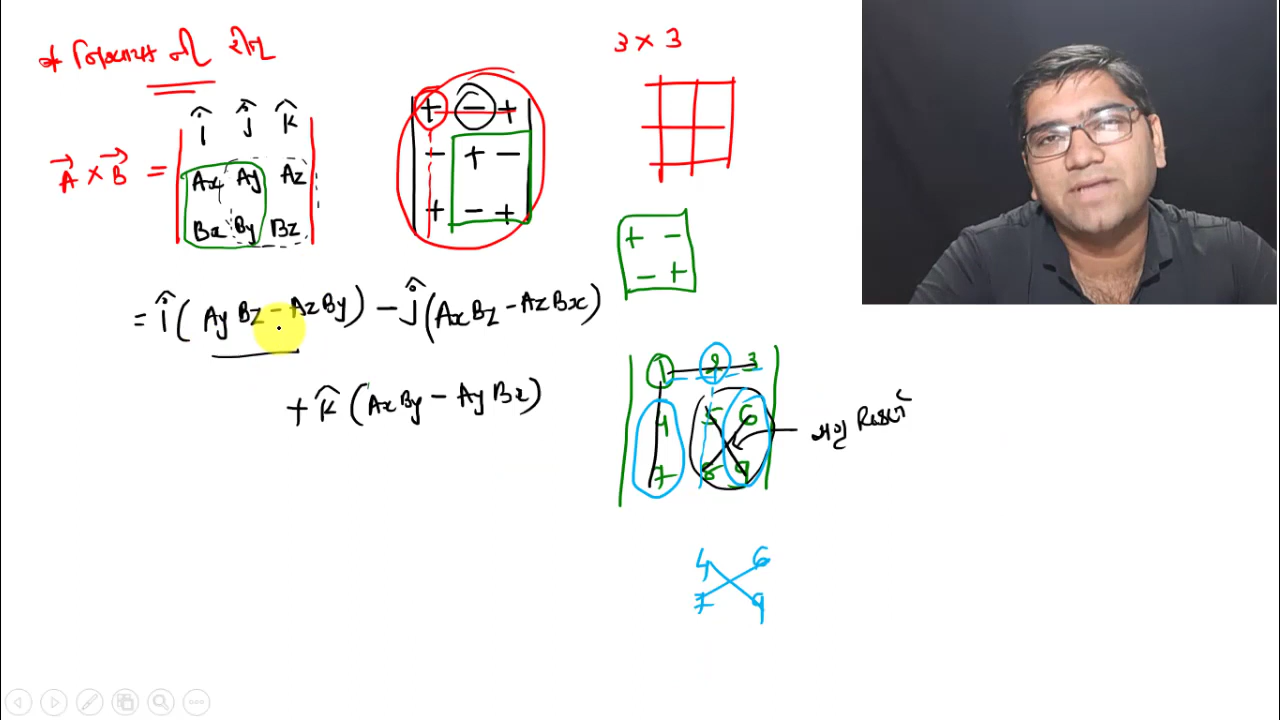 * નિશ્ચાયક ની રીત
3 × 3
î ĵ k̂
A⃗ × B⃗ =
Ax Ay Az
Bx By Bz
+ − +
− + −
+ − +
+ −
− +
= î ( Ay Bz − Az By ) − ĵ ( Ax Bz − Az Bx )
+ k̂ ( Ax By − Ay Bx )
1 2 3
4 5 6
7 8 9
4 6
7 9